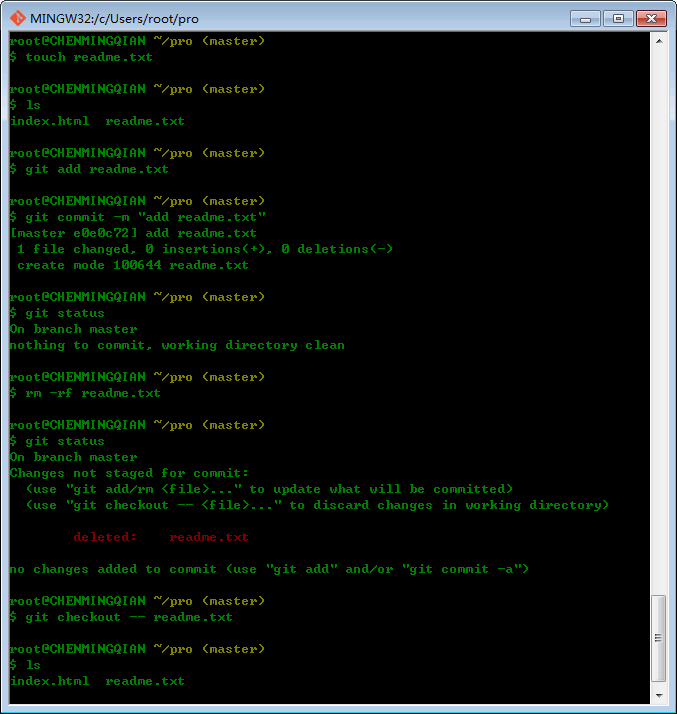 MINGW32:/c/Users/root/pro
root@CHENMINGQIAN ~/pro (master)
$ touch readme.txt
root@CHENMINGQIAN ~/pro (master)
$ ls
index.html  readme.txt
root@CHENMINGQIAN ~/pro (master)
$ git add readme.txt
root@CHENMINGQIAN ~/pro (master)
$ git commit -m "add readme.txt"
[master e0e0c72] add readme.txt
 1 file changed, 0 insertions(+), 0 deletions(-)
 create mode 100644 readme.txt
root@CHENMINGQIAN ~/pro (master)
$ git status
On branch master
nothing to commit, working directory clean
root@CHENMINGQIAN ~/pro (master)
$ rm -rf readme.txt
root@CHENMINGQIAN ~/pro (master)
$ git status
On branch master
Changes not staged for commit:
  (use "git add/rm <file>..." to update what will be committed)
  (use "git checkout -- <file>..." to discard changes in working directory)
        deleted:    readme.txt
no changes added to commit (use "git add" and/or "git commit -a")
root@CHENMINGQIAN ~/pro (master)
$ git checkout -- readme.txt
root@CHENMINGQIAN ~/pro (master)
$ ls
index.html  readme.txt